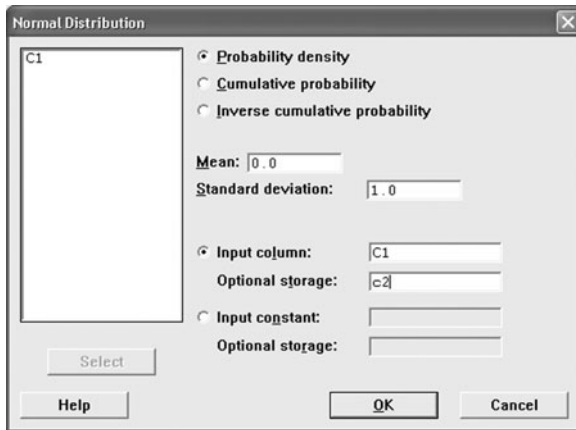 Normal Distribution
C1
Probability density
Cumulative probability
Inverse cumulative probability
Mean: 0.0
Standard deviation: 1.0
Input column: C1
Optional storage: c2
Input constant:
Optional storage:
Select
Help
OK
Cancel